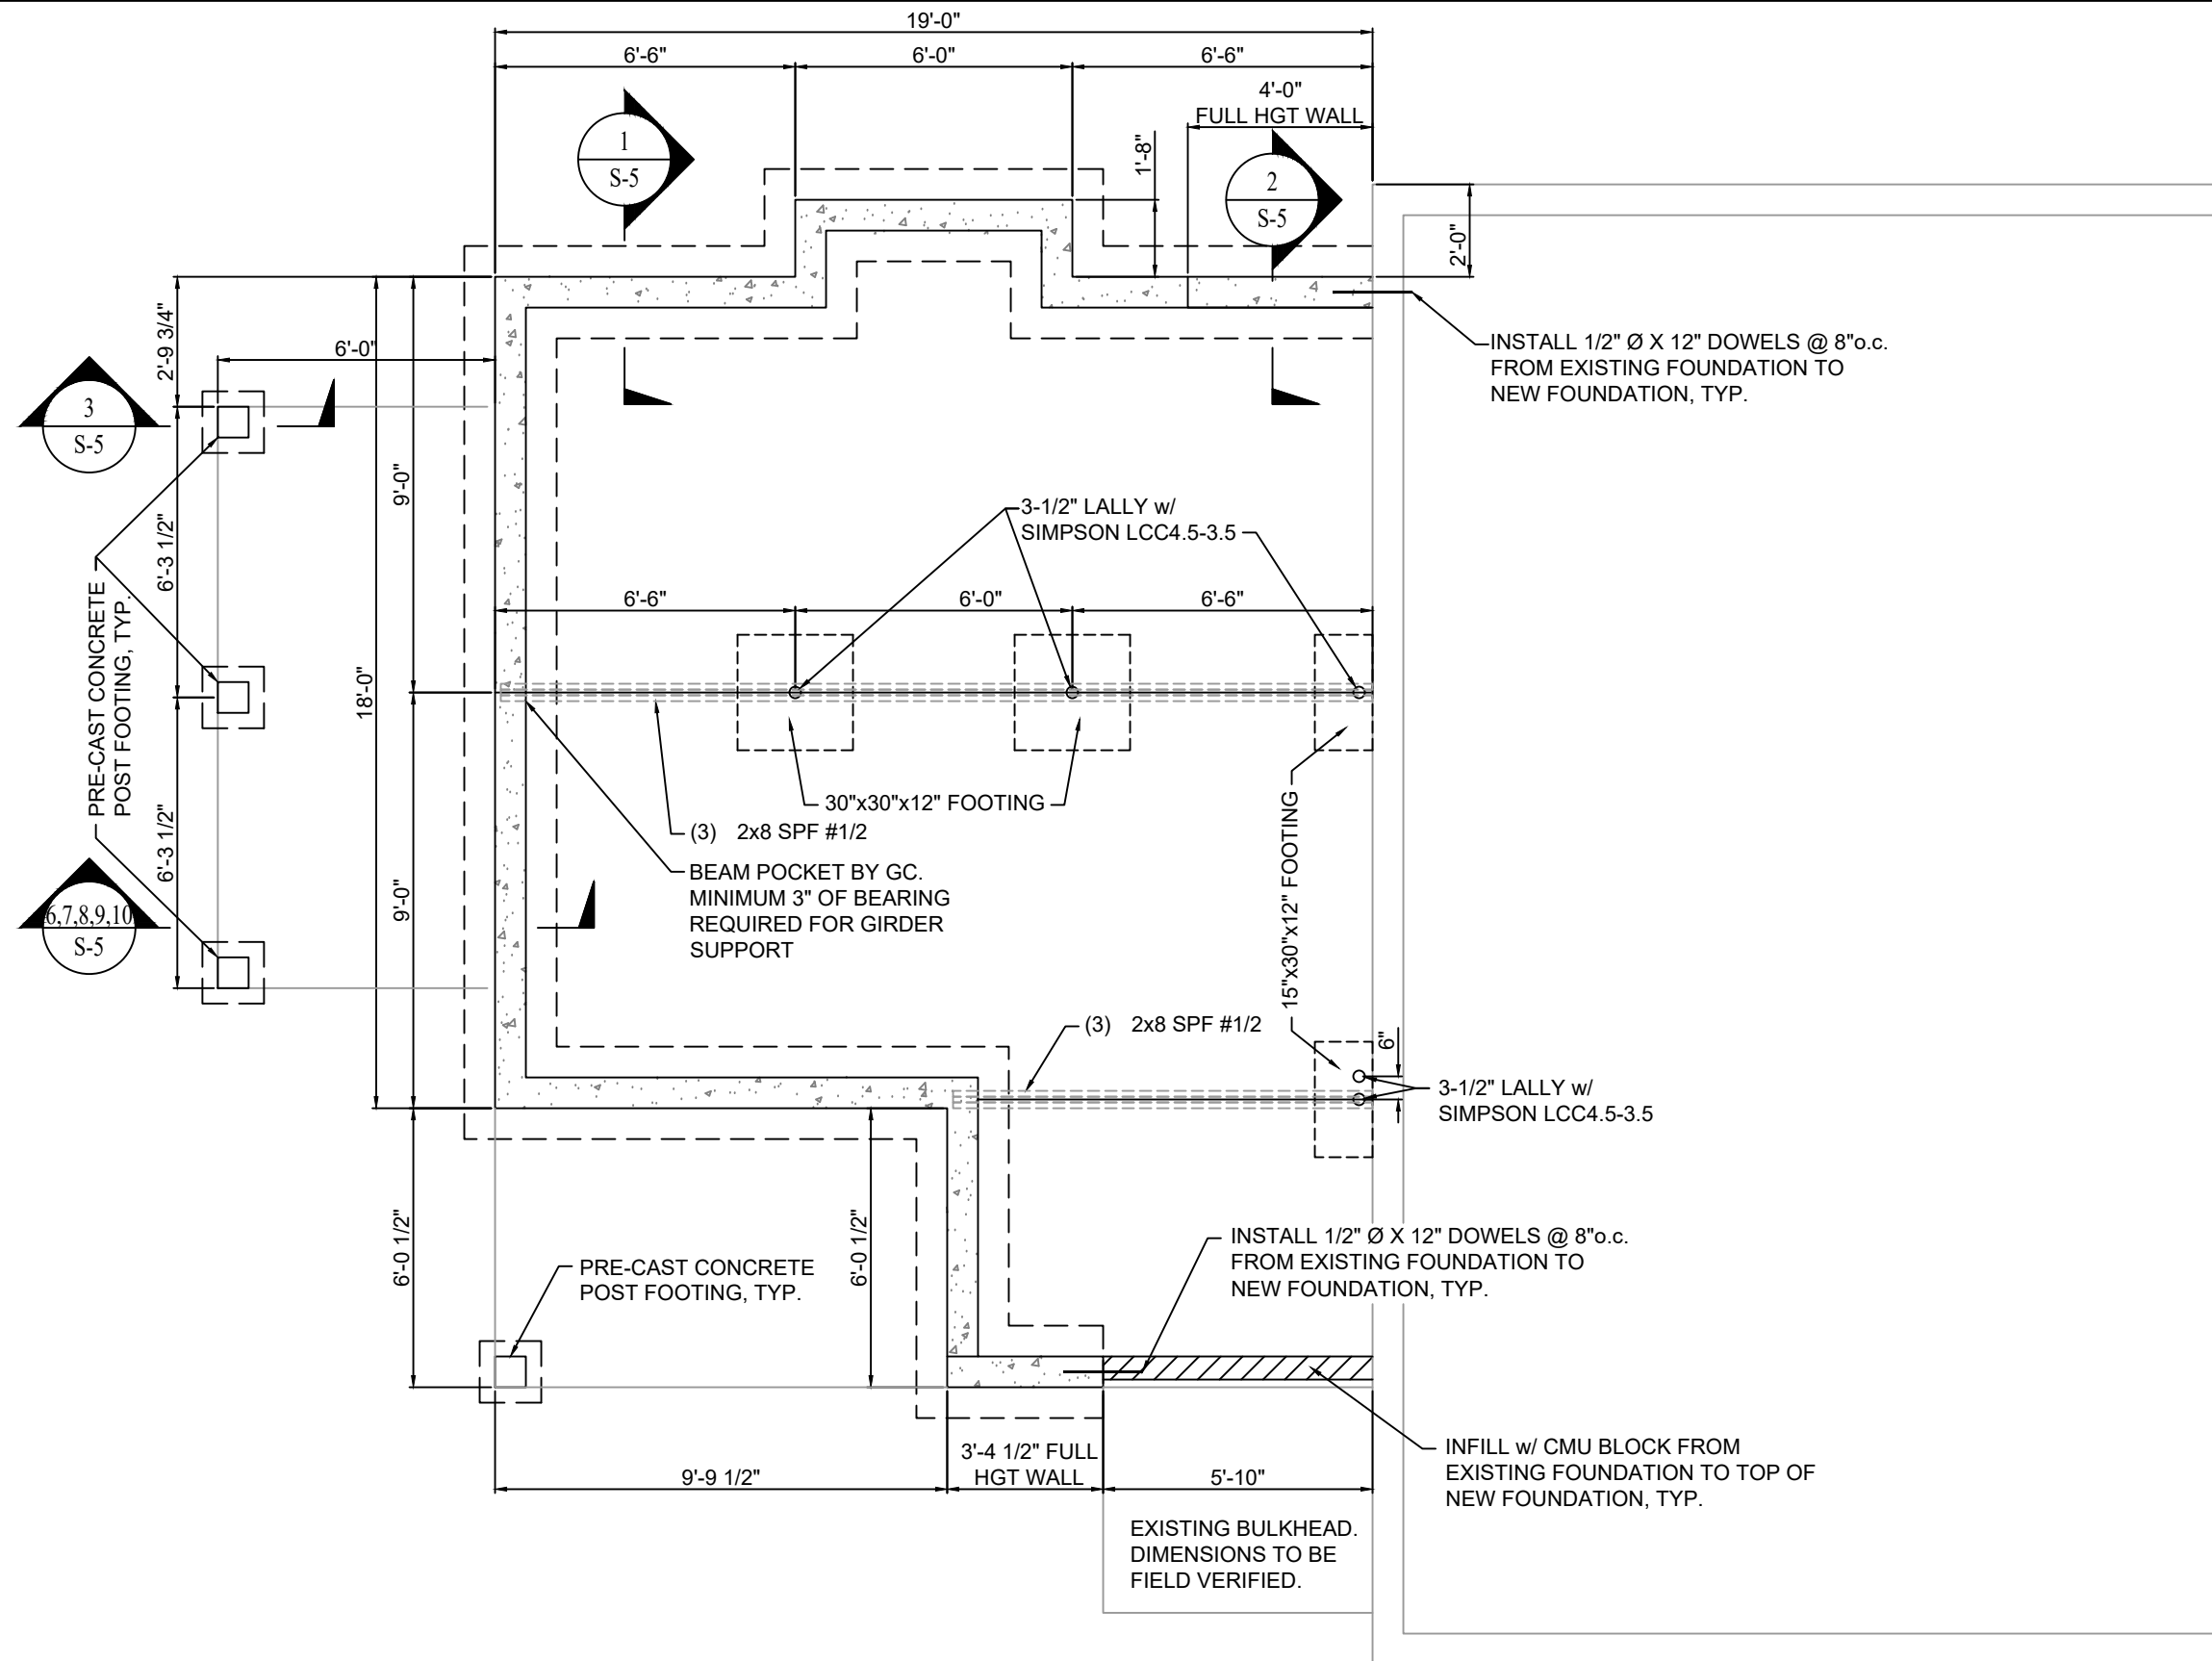 19'-0"
6'-6"
6'-0"
6'-6"
4'-0"
FULL HGT WALL
1
S-5
1'-8"
2
S-5
2'-0"
2'-9 3/4"
6'-0"
INSTALL 1/2" Ø X 12" DOWELS @ 8"o.c.
FROM EXISTING FOUNDATION TO
NEW FOUNDATION, TYP.
3
S-5
9'-0"
3-1/2" LALLY w/
SIMPSON LCC4.5-3.5
6'-3 1/2"
6'-6"
6'-0"
6'-6"
PRE-CAST CONCRETE
POST FOOTING, TYP.
18'-0"
30"x30"x12" FOOTING
(3) 2x8 SPF #1/2
BEAM POCKET BY GC.
MINIMUM 3" OF BEARING
REQUIRED FOR GIRDER
SUPPORT
15"x30"x12" FOOTING
6'-3 1/2"
9'-0"
6,7,8,9,10
S-5
(3) 2x8 SPF #1/2
6"
3-1/2" LALLY w/
SIMPSON LCC4.5-3.5
6'-0 1/2"
PRE-CAST CONCRETE
POST FOOTING, TYP.
6'-0 1/2"
INSTALL 1/2" Ø X 12" DOWELS @ 8"o.c.
FROM EXISTING FOUNDATION TO
NEW FOUNDATION, TYP.
9'-9 1/2"
3'-4 1/2" FULL
HGT WALL
5'-10"
INFILL w/ CMU BLOCK FROM
EXISTING FOUNDATION TO TOP OF
NEW FOUNDATION, TYP.
EXISTING BULKHEAD.
DIMENSIONS TO BE
FIELD VERIFIED.